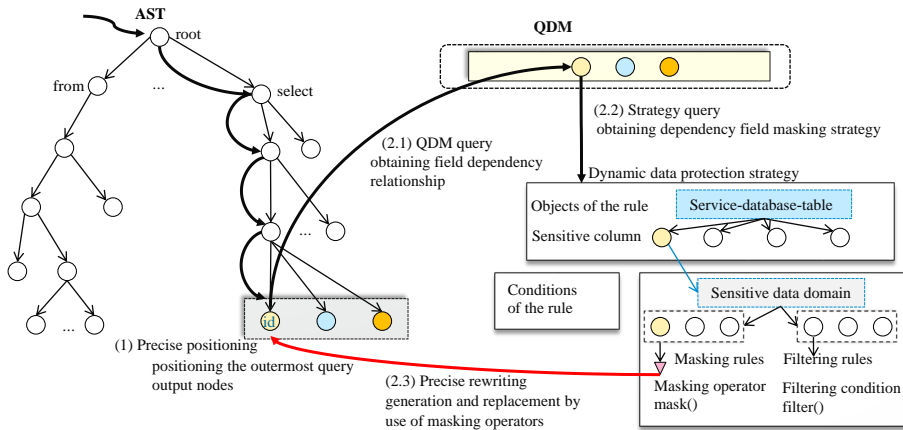 AST
root
from
...
select
QDM
(2.1) QDM query
obtaining field dependency
relationship
(2.2) Strategy query
obtaining dependency field masking strategy
Dynamic data protection strategy
Objects of the rule
Service-database-table
Sensitive column
...
...
id
Conditions
of the rule
Sensitive data domain
(1) Precise positioning
positioning the outermost query
output nodes
(2.3) Precise rewriting
generation and replacement by
use of masking operators
Masking rules
Filtering rules
Masking operator
mask()
Filtering condition
filter()